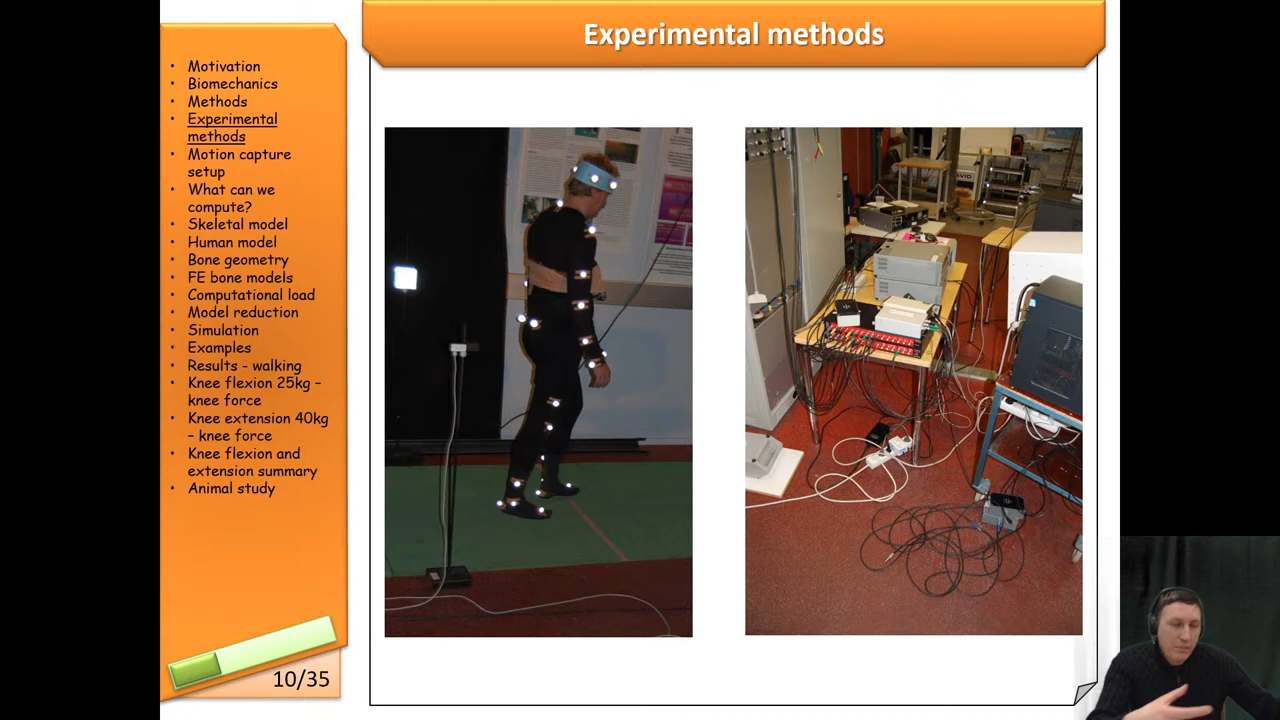 Experimental methods
• Motivation
• Biomechanics
• Methods
• Experimental
methods
• Motion capture
setup
• What can we
compute?
• Skeletal model
• Human model
• Bone geometry
• FE bone models
• Computational load
• Model reduction
• Simulation
• Examples
• Results - walking
• Knee flexion 25kg –
knee force
• Knee extension 40kg
– knee force
• Knee flexion and
extension summary
• Animal study
10/35